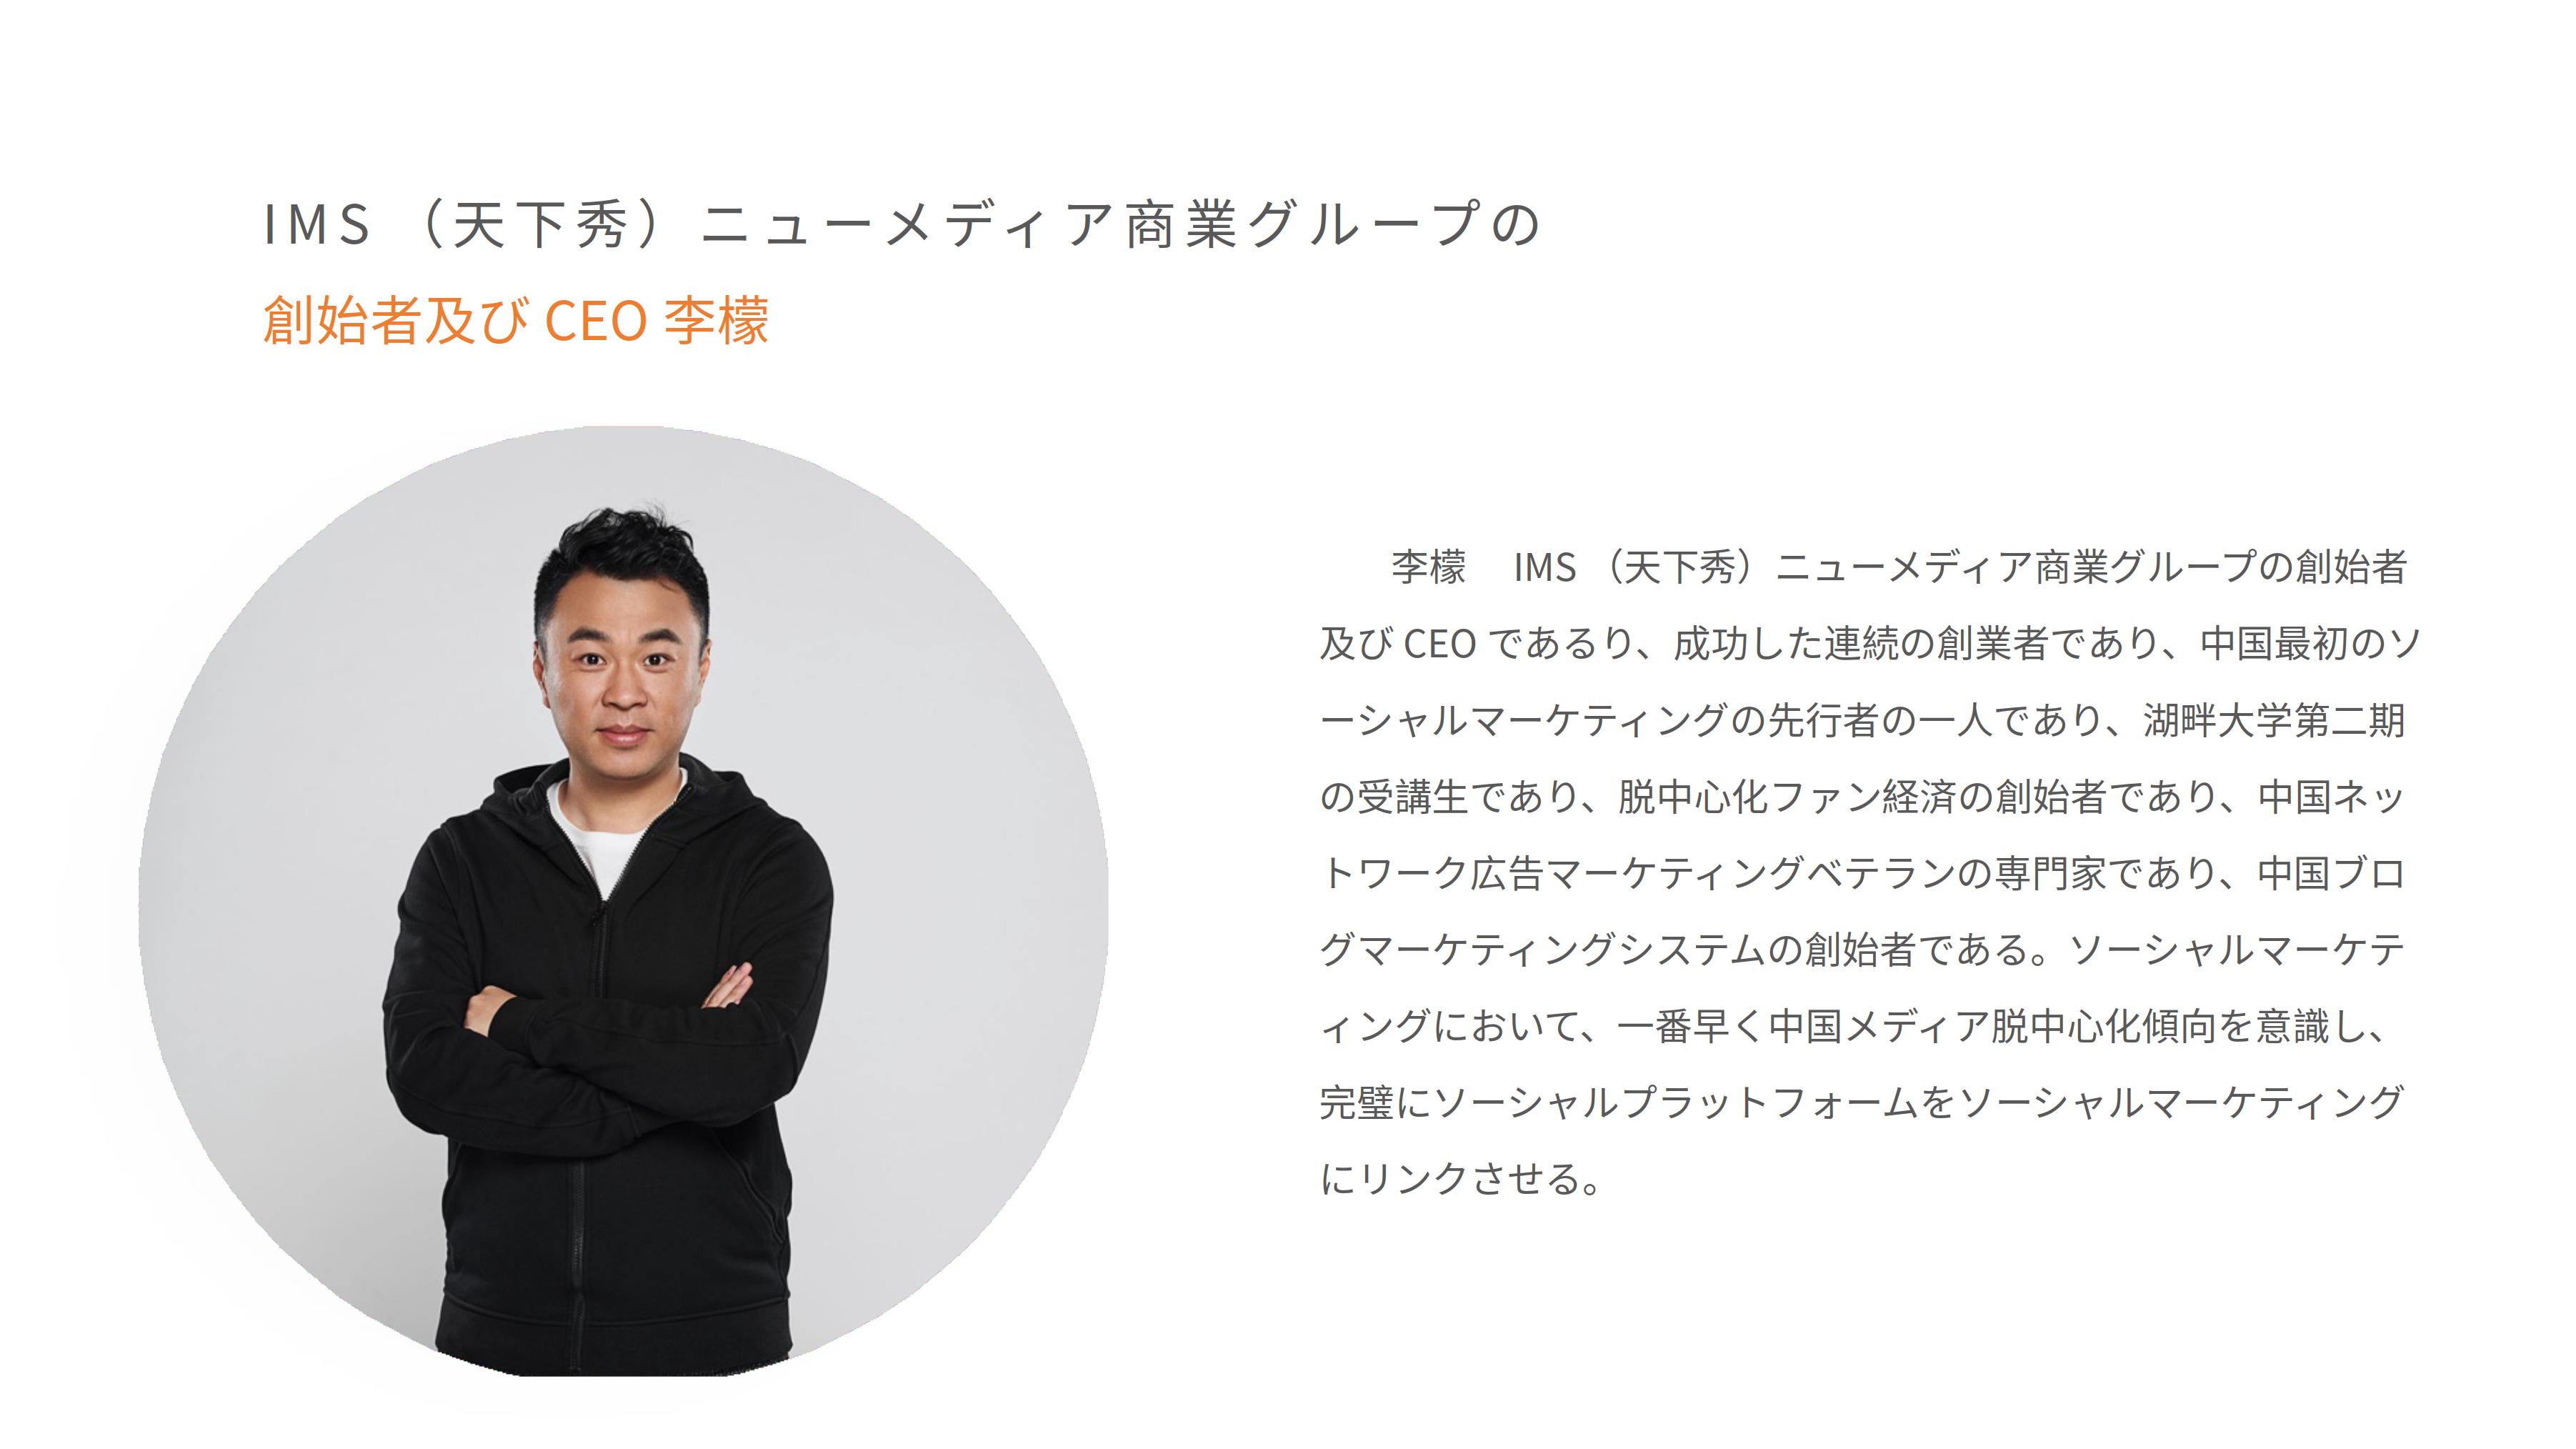 IMS（天下秀）ニューメディア商業グループの
創始者及び CEO 李檬
李檬　IMS（天下秀）ニューメディア商業グループの創始者
及び CEO であるり、成功した連続の創業者であり、中国最初のソ
ーシャルマーケティングの先行者の一人であり、湖畔大学第二期
の受講生であり、脱中心化ファン経済の創始者であり、中国ネッ
トワーク広告マーケティングベテランの専門家であり、中国ブロ
グマーケティングシステムの創始者である。ソーシャルマーケテ
ィングにおいて、一番早く中国メディア脱中心化傾向を意識し、
完璧にソーシャルプラットフォームをソーシャルマーケティング
にリンクさせる。